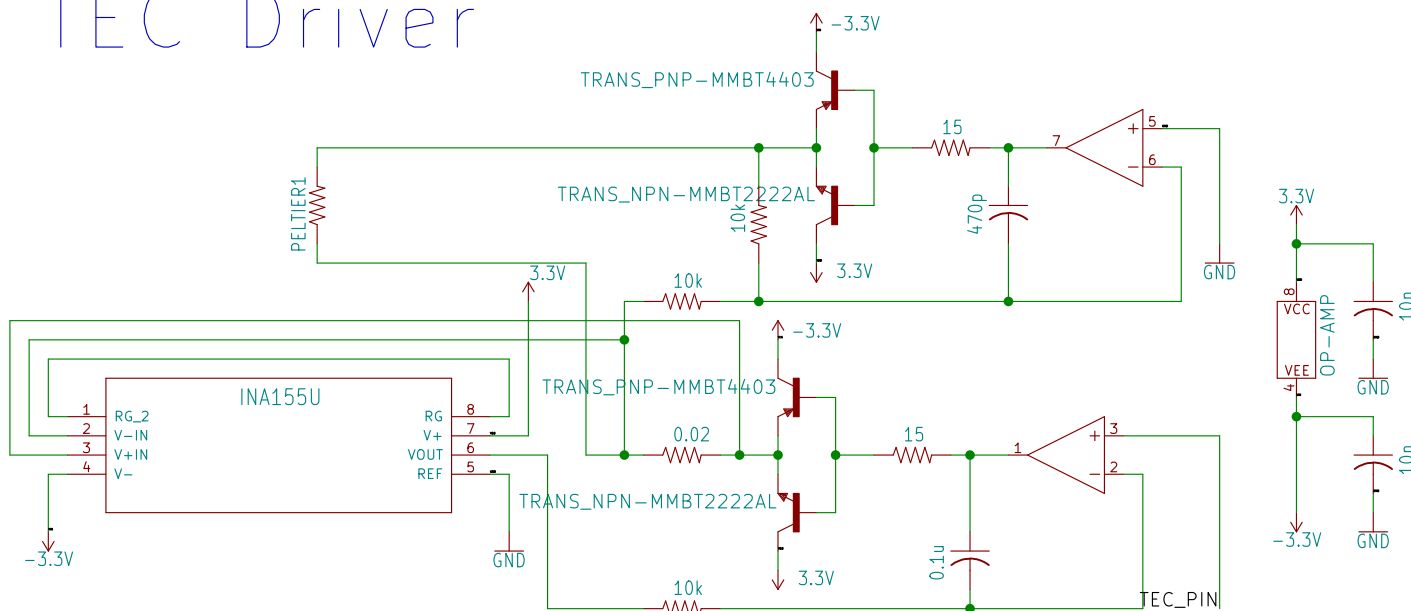 TEC Driver
-3.3V
TRANS_PNP-MMBT4403
15
7
+ 5
- 6
PELTIER1
TRANS_NPN-MMBT2222AL
10k
470p
3.3V
GND
3.3V
3.3V
10k
8
VCC
OP-AMP
VEE
4
10n
GND
-3.3V
INA155U
TRANS_PNP-MMBT4403
1 RG_2
2 V-IN
3 V+IN
4 V-
RG 8
V+ 7
VOUT 6
REF 5
0.02
15
1
+ 3
- 2
TRANS_NPN-MMBT2222AL
10n
-3.3V
GND
0.1u
3.3V
-3.3V
GND
10k
TEC_PIN